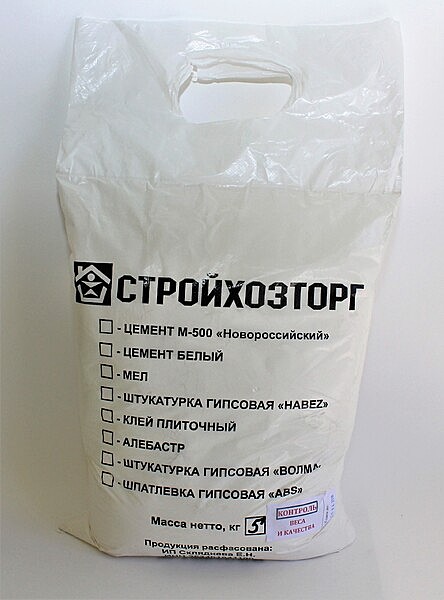 СТРОЙХОЗТОРГ
- ЦЕМЕНТ М-500 «Новороссийский»
- ЦЕМЕНТ БЕЛЫЙ
- МЕЛ
- ШТУКАТУРКА ГИПСОВАЯ «HABEZ»
- КЛЕЙ ПЛИТОЧНЫЙ
- АЛЕБАСТР
- ШТУКАТУРКА ГИПСОВАЯ «ВОЛМА»
- ШПАТЛЕВКА ГИПСОВАЯ «ABS»
Масса нетто, кг 5
КОНТРОЛЬ
ВЕСА
И КАЧЕСТВА
Продукция расфасована:
ИП Е.Н.